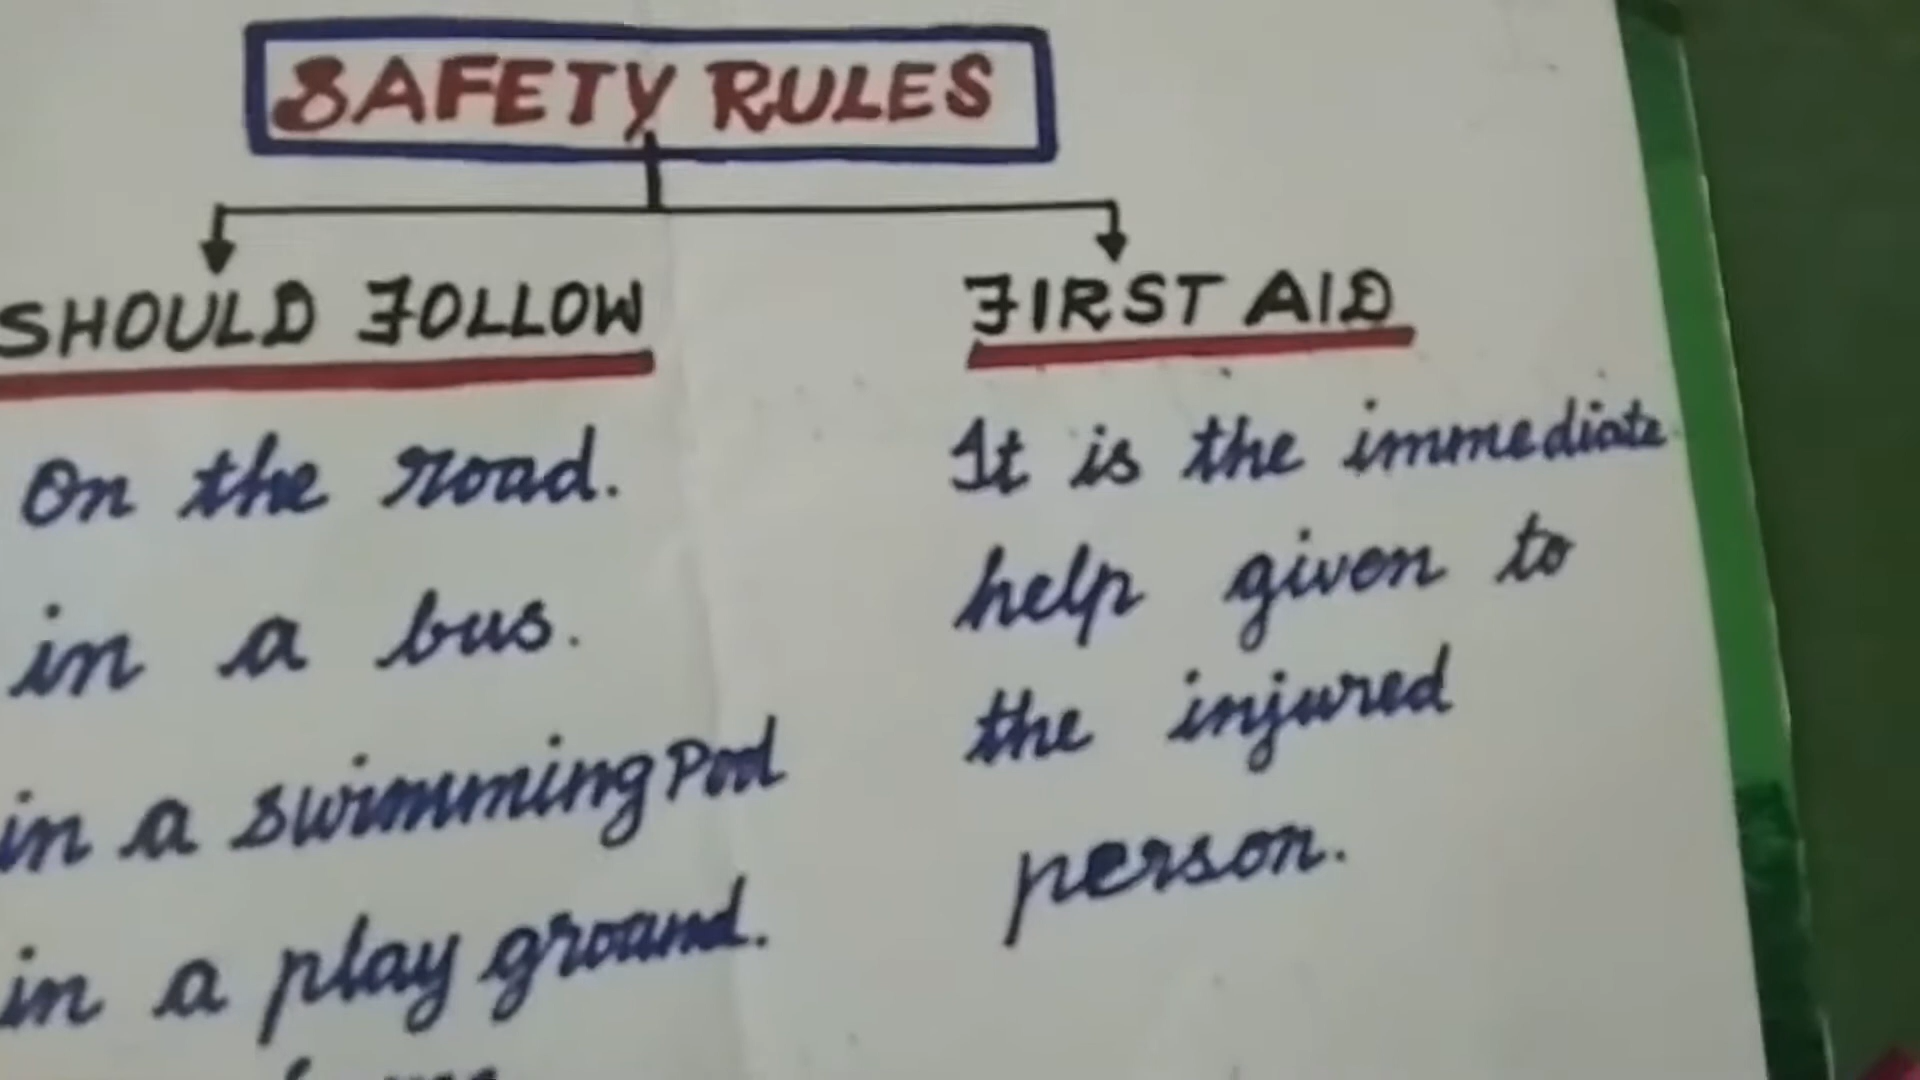 SAFETY RULES
SHOULD FOLLOW
On the road.
in a bus.
in a swimming Pool
in a play ground.
FIRST AID
It is the immediate
help given to
the injured
person.